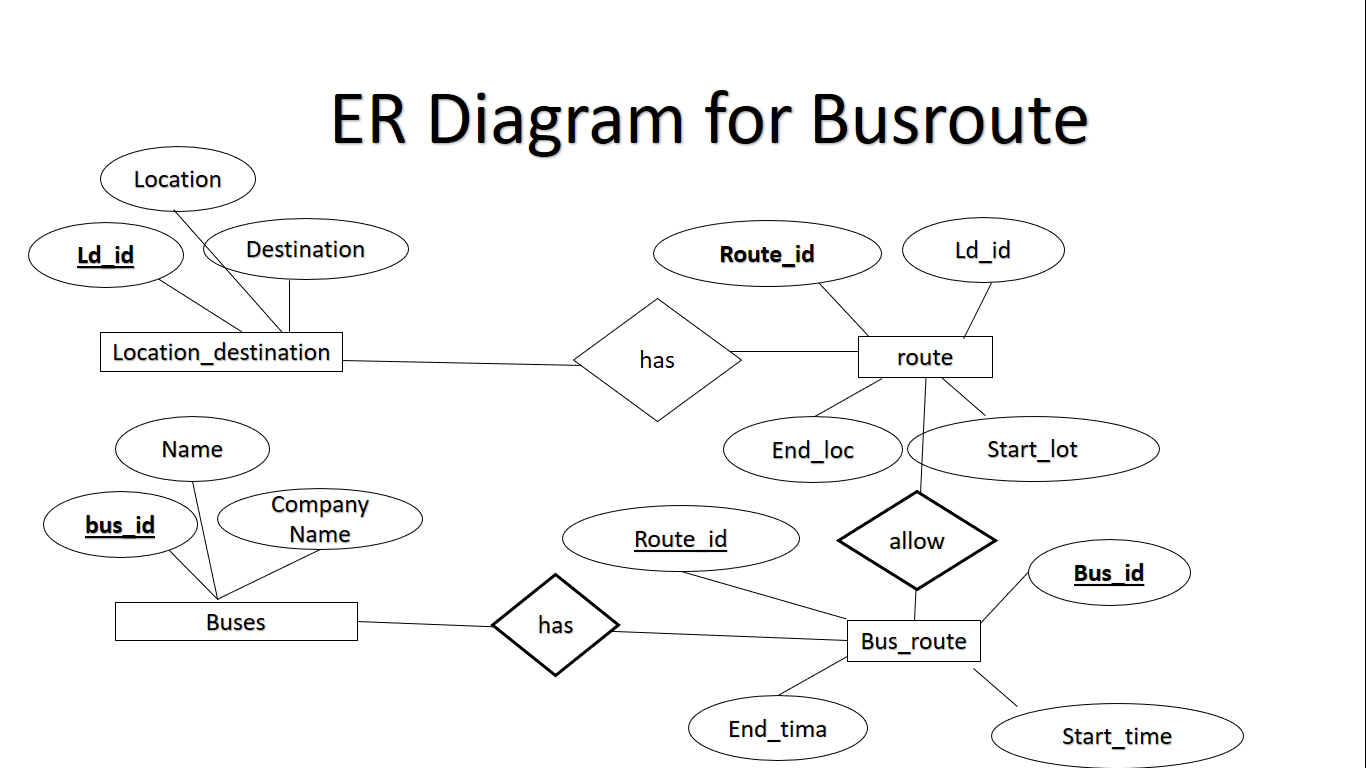 ER Diagram for Busroute
Location
Ld_id
Destination
Location_destination
has
Route_id
Ld_id
route
End_loc
Start_lot
Name
bus_id
Company
Name
Buses
has
Route_id
allow
Bus_id
Bus_route
End_tima
Start_time